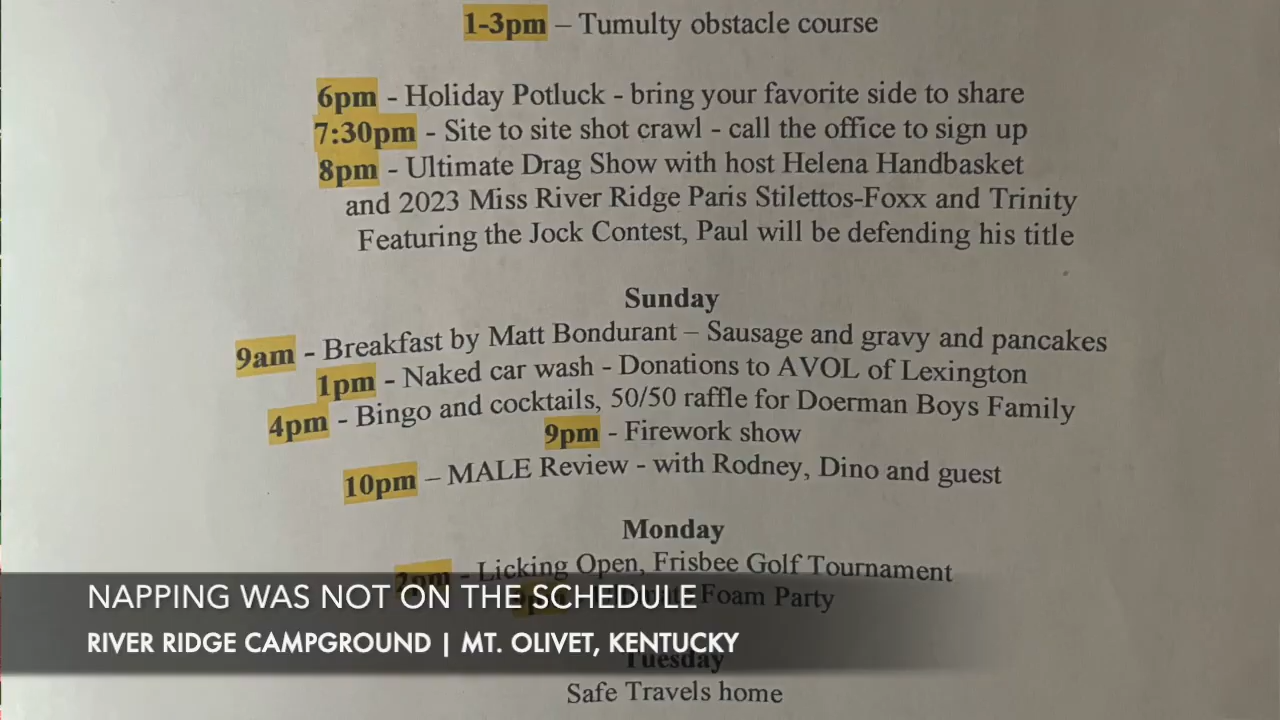 1-3pm – Tumulty obstacle course
6pm - Holiday Potluck - bring your favorite side to share
7:30pm - Site to site shot crawl - call the office to sign up
8pm - Ultimate Drag Show with host Helena Handbasket
and 2023 Miss River Ridge Paris Stilettos-Foxx and Trinity
Featuring the Jock Contest, Paul will be defending his title
Sunday
9am - Breakfast by Matt Bondurant – Sausage and gravy and pancakes
1pm - Naked car wash - Donations to AVOL of Lexington
4pm - Bingo and cocktails, 50/50 raffle for Doerman Boys Family
9pm - Firework show
10pm – MALE Review - with Rodney, Dino and guest
Monday
- Licking Open, Frisbee Golf Tournament
Foam Party
NAPPING WAS NOT ON THE SCHEDULE
RIVER RIDGE CAMPGROUND | MT. OLIVET, KENTUCKY
Tuesday
Safe Travels home